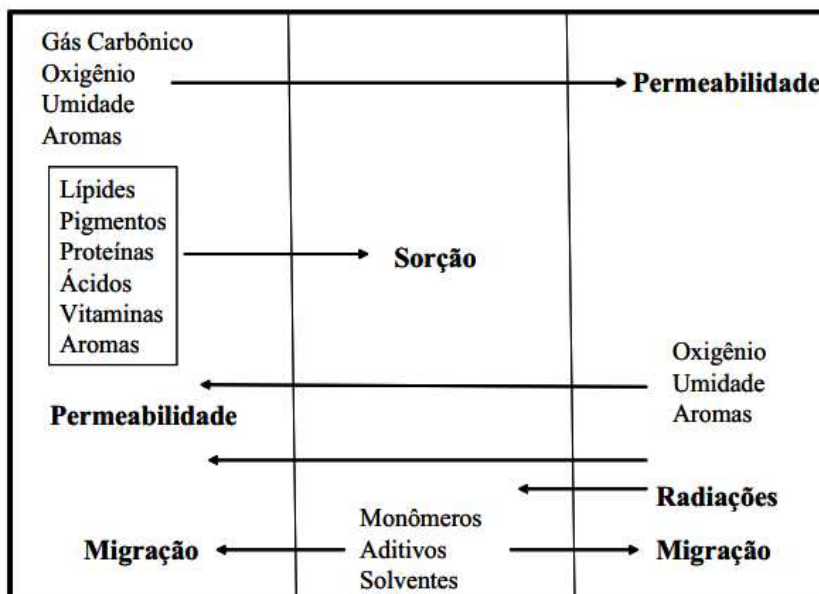 Gás Carbônico
Oxigênio
Umidade
Aromas
Permeabilidade
Lípides
Pigmentos
Proteínas
Ácidos
Vitaminas
Aromas
Sorção
Oxigênio
Umidade
Aromas
Permeabilidade
Radiações
Monômeros
Aditivos
Solventes
Migração
Migração